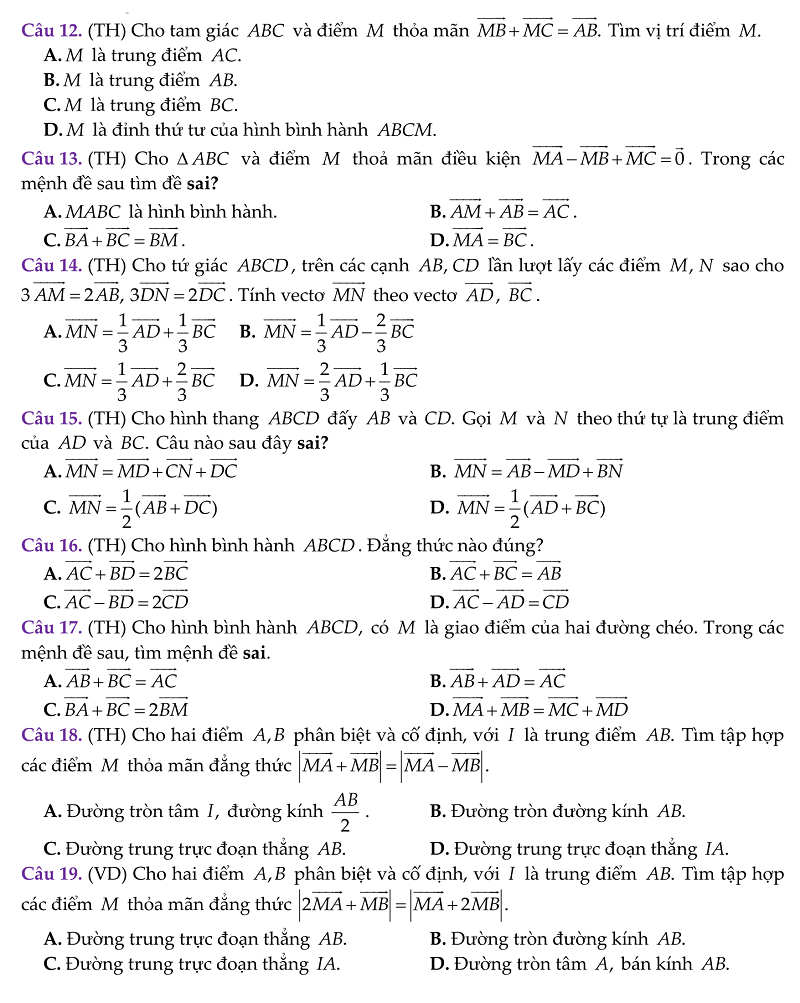 Câu 12. (TH) Cho tam giác ABC và điểm M thỏa mãn $\overrightarrow{MB}+\overrightarrow{MC}=\overrightarrow{AB}$. Tìm vị trí điểm M.
A. M là trung điểm AC.
B. M là trung điểm AB.
C. M là trung điểm BC.
D. M là đỉnh thứ tư của hình bình hành ABCM.
Câu 13. (TH) Cho $\Delta ABC$ và điểm M thoả mãn điều kiện $\overrightarrow{MA}-\overrightarrow{MB}+\overrightarrow{MC}=\vec{0}$. Trong các
mệnh đề sau tìm đề sai?
A. MABC là hình bình hành. B. $\overrightarrow{AM}+\overrightarrow{AB}=\overrightarrow{AC}$.
C. $\overrightarrow{BA}+\overrightarrow{BC}=\overrightarrow{BM}$. D. $\overrightarrow{MA}=\overrightarrow{BC}$.
Câu 14. (TH) Cho tứ giác ABCD, trên các cạnh AB, CD lần lượt lấy các điểm M, N sao cho
$3\overrightarrow{AM}=2\overrightarrow{AB}$, $3\overrightarrow{DN}=2\overrightarrow{DC}$. Tính vectơ $\overrightarrow{MN}$ theo vectơ $\overrightarrow{AD}$, $\overrightarrow{BC}$.
A. $\overrightarrow{MN}=\frac{1}{3}\overrightarrow{AD}+\frac{1}{3}\overrightarrow{BC}$ B. $\overrightarrow{MN}=\frac{1}{3}\overrightarrow{AD}-\frac{2}{3}\overrightarrow{BC}$
C. $\overrightarrow{MN}=\frac{1}{3}\overrightarrow{AD}+\frac{2}{3}\overrightarrow{BC}$ D. $\overrightarrow{MN}=\frac{2}{3}\overrightarrow{AD}+\frac{1}{3}\overrightarrow{BC}$
Câu 15. (TH) Cho hình thang ABCD đấy AB và CD. Gọi M và N theo thứ tự là trung điểm
của AD và BC. Câu nào sau đây sai?
A. $\overrightarrow{MN}=\overrightarrow{MD}+\overrightarrow{CN}+\overrightarrow{DC}$ B. $\overrightarrow{MN}=\overrightarrow{AB}-\overrightarrow{MD}+\overrightarrow{BN}$
C. $\overrightarrow{MN}=\frac{1}{2}(\overrightarrow{AB}+\overrightarrow{DC})$ D. $\overrightarrow{MN}=\frac{1}{2}(\overrightarrow{AD}+\overrightarrow{BC})$
Câu 16. (TH) Cho hình bình hành ABCD. Đẳng thức nào đúng?
A. $\overrightarrow{AC}+\overrightarrow{BD}=2\overrightarrow{BC}$ B. $\overrightarrow{AC}+\overrightarrow{BC}=\overrightarrow{AB}$
C. $\overrightarrow{AC}-\overrightarrow{BD}=2\overrightarrow{CD}$ D. $\overrightarrow{AC}-\overrightarrow{AD}=\overrightarrow{CD}$
Câu 17. (TH) Cho hình bình hành ABCD, có M là giao điểm của hai đường chéo. Trong các
mệnh đề sau, tìm mệnh đề sai.
A. $\overrightarrow{AB}+\overrightarrow{BC}=\overrightarrow{AC}$ B. $\overrightarrow{AB}+\overrightarrow{AD}=\overrightarrow{AC}$
C. $\overrightarrow{BA}+\overrightarrow{BC}=2\overrightarrow{BM}$ D. $\overrightarrow{MA}+\overrightarrow{MB}=\overrightarrow{MC}+\overrightarrow{MD}$
Câu 18. (TH) Cho hai điểm A,B phân biệt và cố định, với I là trung điểm AB. Tìm tập hợp
các điểm M thỏa mãn đẳng thức $|\overrightarrow{MA}+\overrightarrow{MB}|=|\overrightarrow{MA}-\overrightarrow{MB}|$.
A. Đường tròn tâm I, đường kính $\frac{AB}{2}$. B. Đường tròn đường kính AB.
C. Đường trung trực đoạn thẳng AB. D. Đường trung trực đoạn thẳng IA.
Câu 19. (VD) Cho hai điểm A,B phân biệt và cố định, với I là trung điểm AB. Tìm tập hợp
các điểm M thỏa mãn đẳng thức $|2\overrightarrow{MA}+\overrightarrow{MB}|=|\overrightarrow{MA}+2\overrightarrow{MB}|$.
A. Đường trung trực đoạn thẳng AB. B. Đường tròn đường kính AB.
C. Đường trung trực đoạn thẳng IA. D. Đường tròn tâm A, bán kính AB.